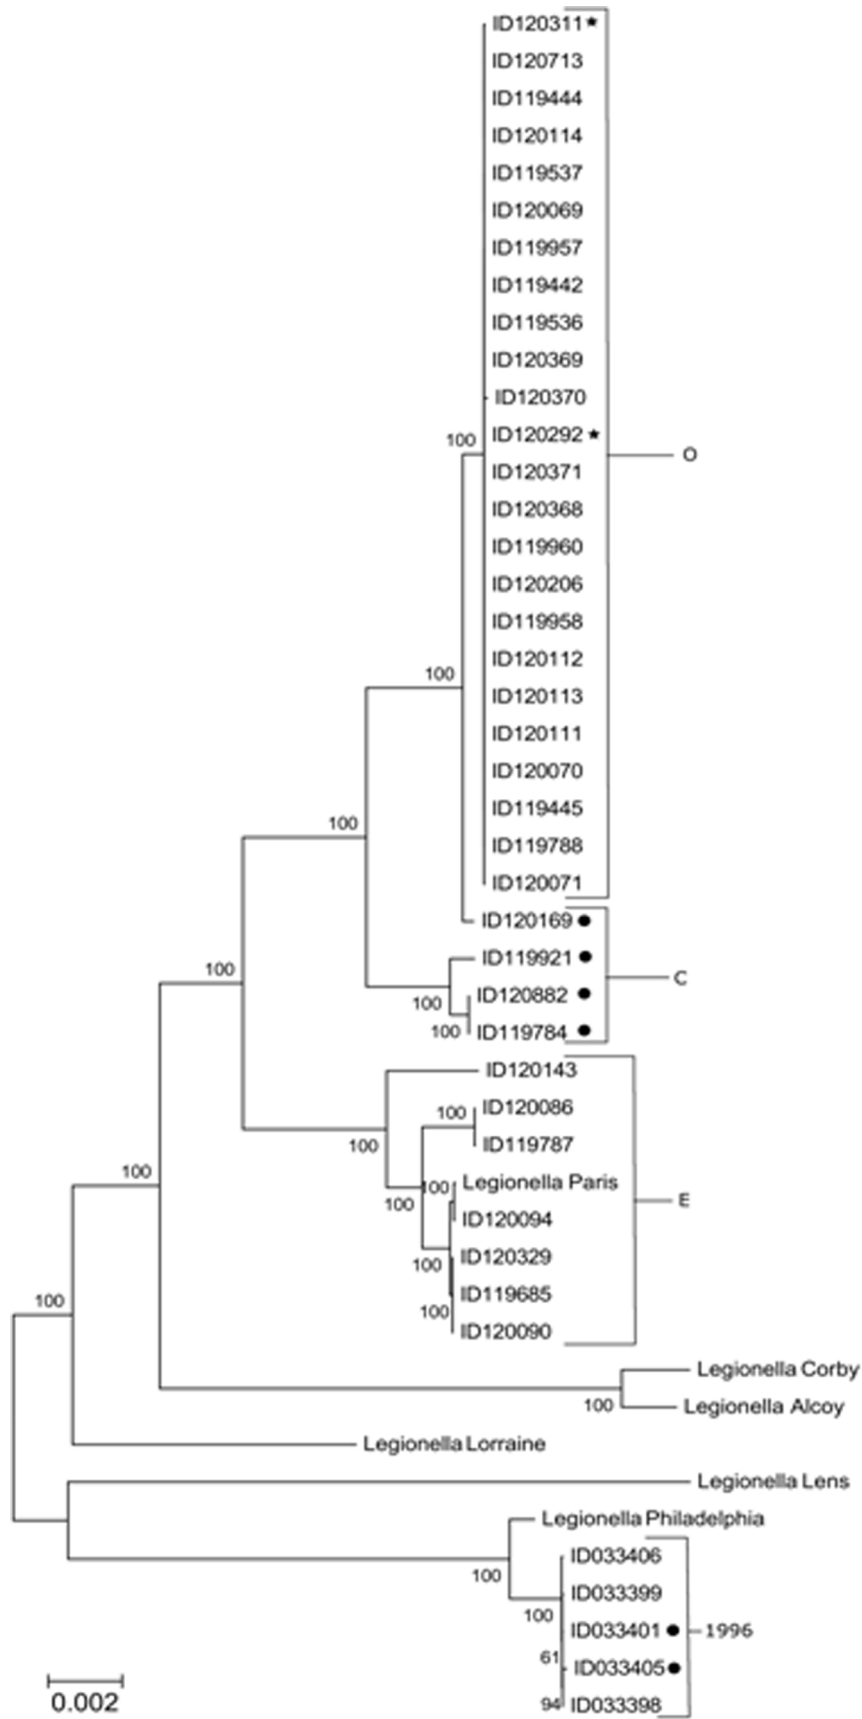 ID120311★
ID120713
ID119444
ID120114
ID119537
ID120069
ID119957
ID119442
ID119536
ID120369
ID120370
ID120292★
100
O
ID120371
ID120368
ID119960
ID120206
ID119958
ID120112
100
ID120113
ID120111
ID120070
ID119445
100
ID119788
ID120071
ID120169●
ID119921●
100
C
ID120882●
100
ID119784●
100
ID120143
ID120086
100
ID119787
100
100
Legionella Paris
100
100
E
ID120094
ID120329
100
ID119685
100
100
ID120090
Legionella Corby
100
Legionella Alcoy
Legionella Lorraine
Legionella Lens
Legionella Philadelphia
ID033406
100
ID033399
100
ID033401●
1996
61
ID033405●
94
ID033398
0.002